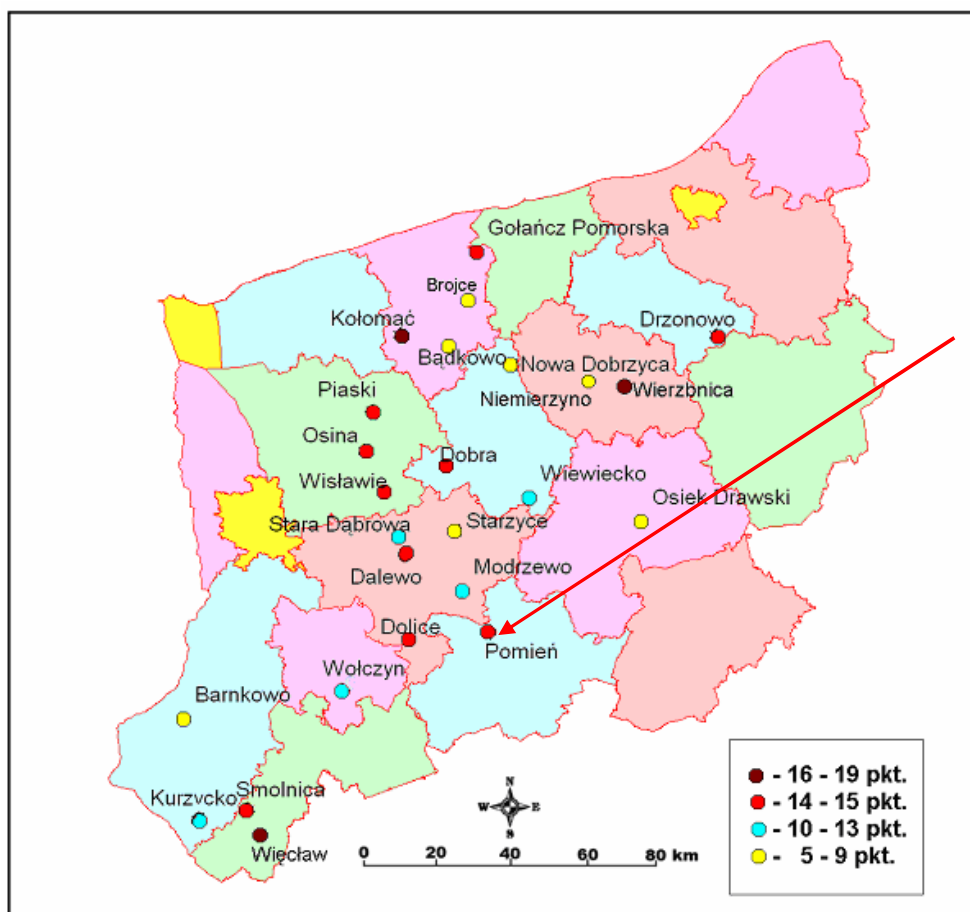 Gołańcz Pomorska
Brojce
Kołomać
Drzonowo
Bądkowo
Nowa Dobrzyca
Niemierzyno
Wierzbnica
Piaski
Osina
Dobra
Wisławie
Wiewiecko
Osiek Drawski
Stara Dąbrowa
Starzyce
Dalewo
Modrzewo
Dolice
Pomień
Wołczyn
Barnkowo
Kurzvcko
Smolnica
Więcław
N
W E
S
0 20 40 60 80 km
- 16 - 19 pkt.
- 14 - 15 pkt.
- 10 - 13 pkt.
- 5 - 9 pkt.